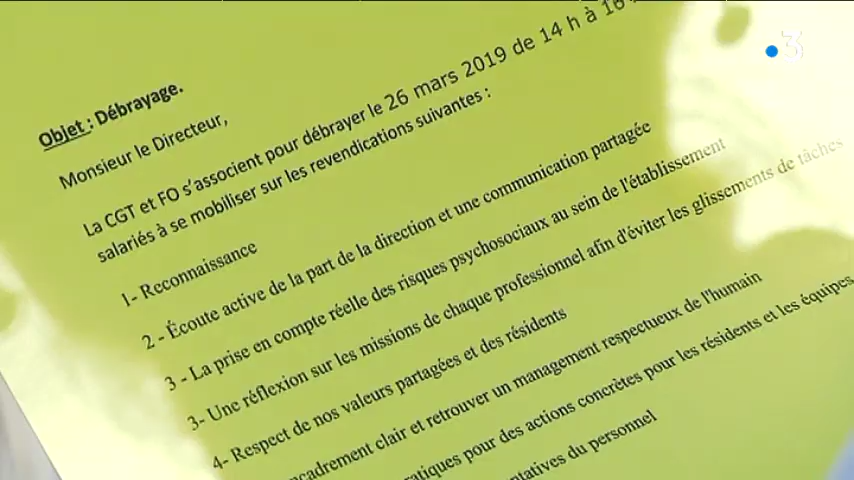 Objet : Débrayage.
Monsieur le Directeur,
La CGT et FO s'associent pour débrayer le 26 mars 2019 de 14 h à 16
salariés à se mobiliser sur les revendications suivantes :
1- Reconnaissance
2 - Écoute active de la part de la direction et une communication partagée
3 - La prise en compte réelle des risques psychosociaux au sein de l'établissement
3- Une réflexion sur les missions de chaque professionnel afin d'éviter les glissements de tâches
4- Respect de nos valeurs partagées et des résidents
ncadrement clair et retrouver un management respectueux de l'humain
ratiques pour des actions concrètes pour les résidents et les équipes
ntatives du personnel
3